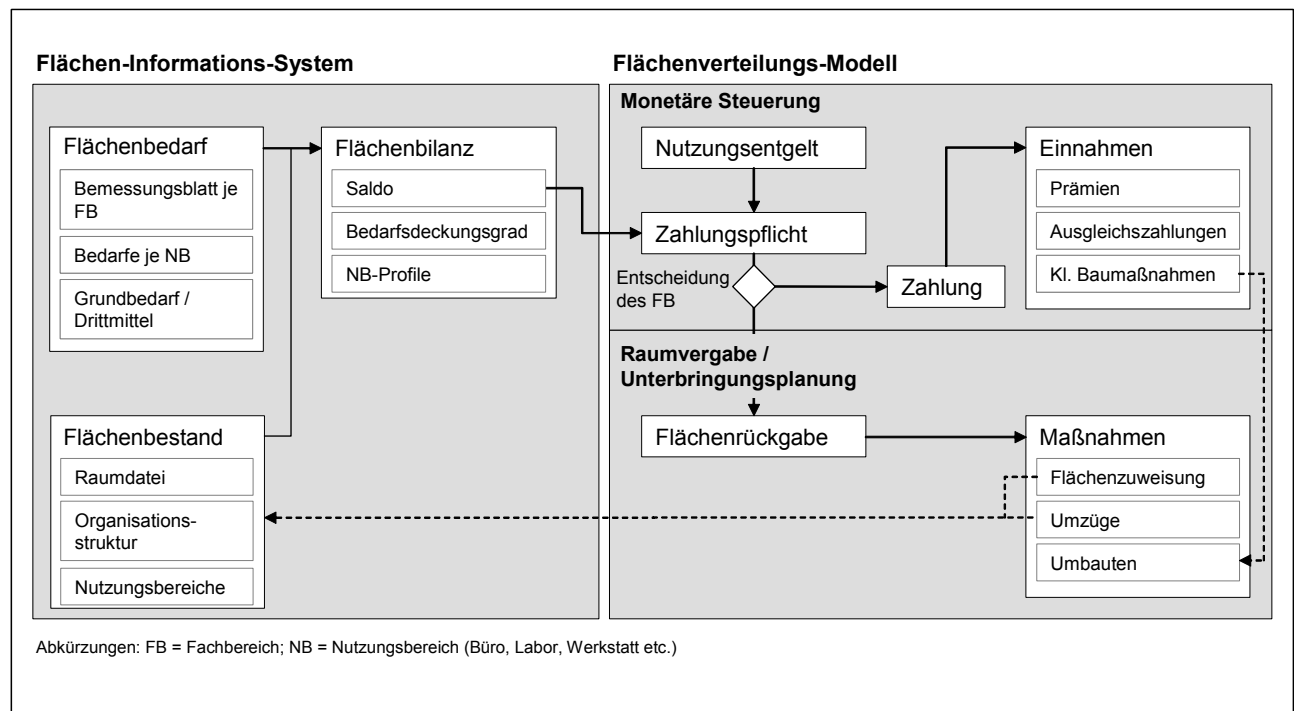 Flächen-Informations-System
Flächenbedarf
Bemessungsblatt je
FB
Bedarfe je NB
Grundbedarf /
Drittmittel
Flächenbilanz
Saldo
Bedarfsdeckungsgrad
NB-Profile
Flächenbestand
Raumdatei
Organisations-
struktur
Nutzungsbereiche
Flächenverteilungs-Modell
Monetäre Steuerung
Nutzungsentgelt
Zahlungspflicht
Entscheidung
des FB
Zahlung
Einnahmen
Prämien
Ausgleichszahlungen
Kl. Baumaßnahmen
Raumvergabe /
Unterbringungsplanung
Flächenrückgabe
Maßnahmen
Flächenzuweisung
Umzüge
Umbauten
Abkürzungen: FB = Fachbereich; NB = Nutzungsbereich (Büro, Labor, Werkstatt etc.)